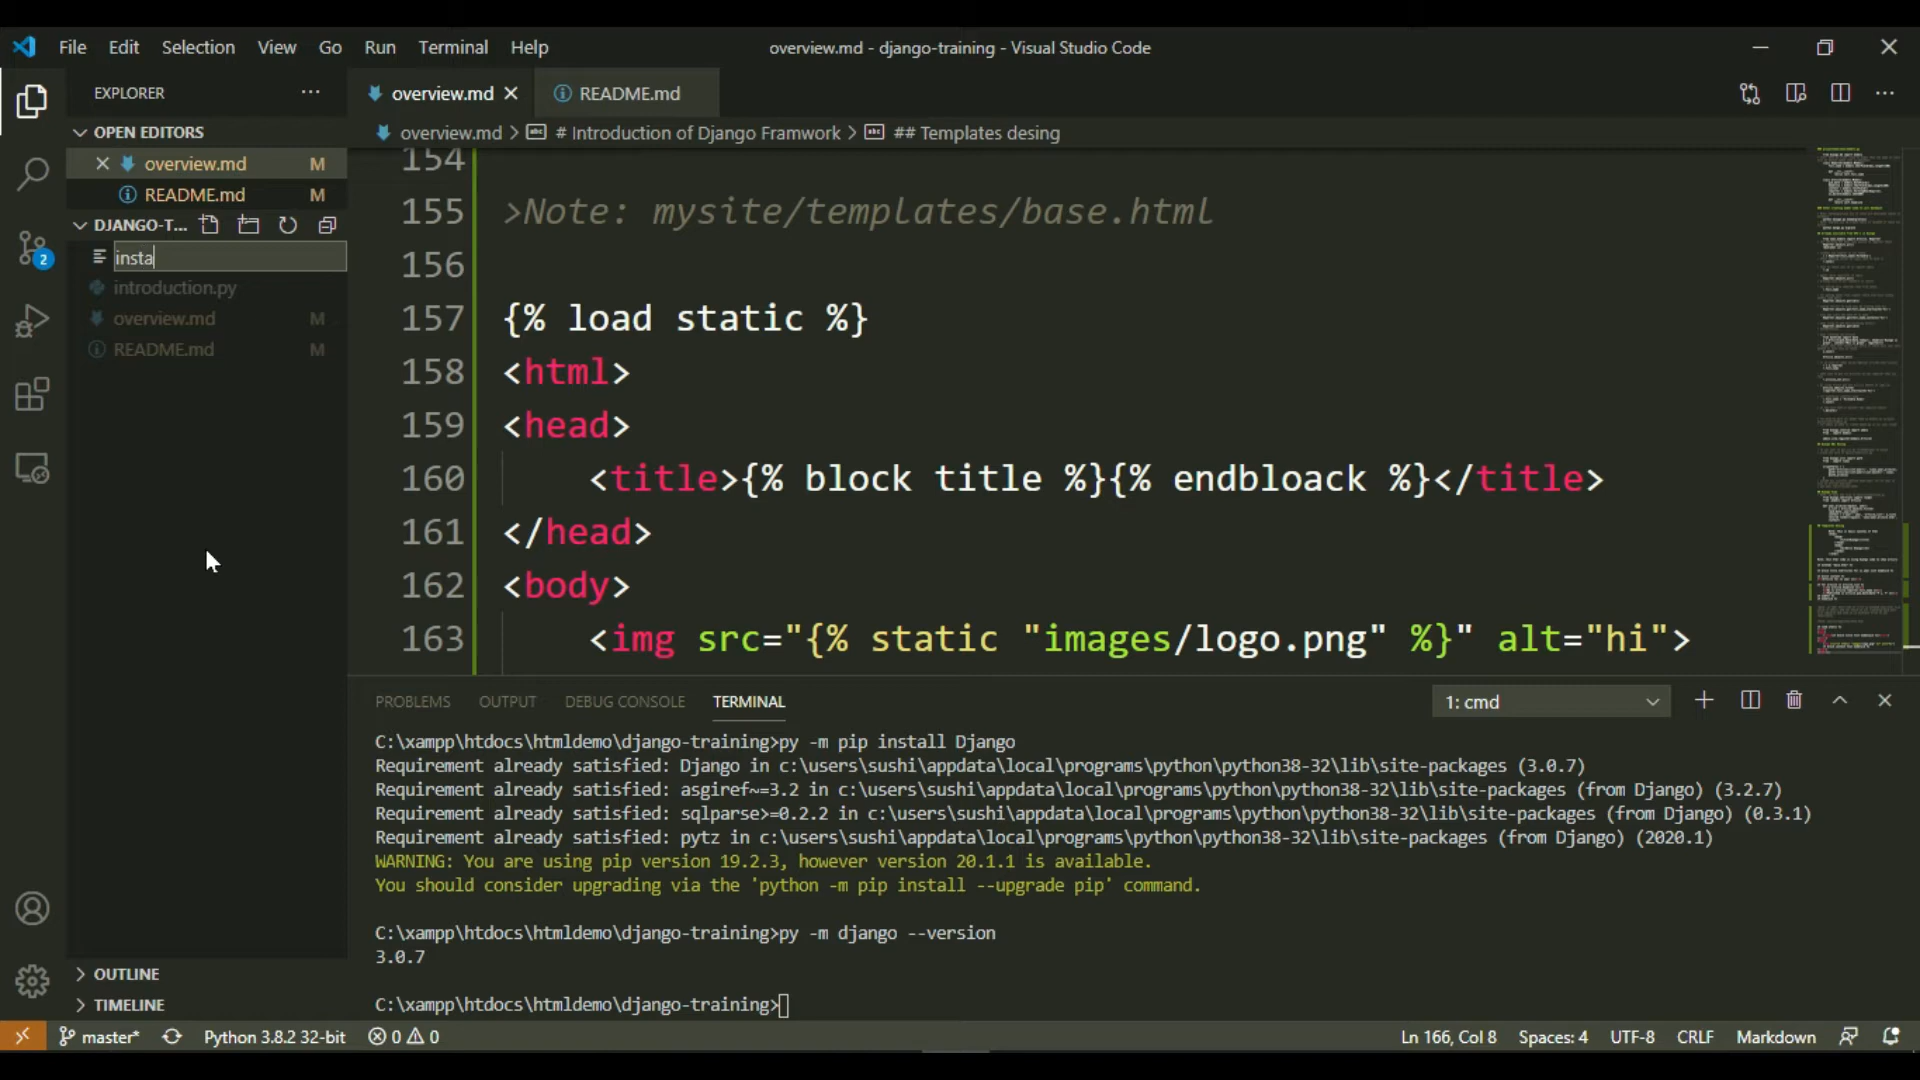 File Edit Selection View Go Run Terminal Help
overview.md - django-training - Visual Studio Code
EXPLORER
OPEN EDITORS
overview.md M
README.md M
DJANGO-T...
insta
introduction.py
overview.md M
README.md M
OUTLINE
TIMELINE
2
overview.md
README.md
overview.md > # Introduction of Django Framwork > ## Templates desing
154
155 >Note: mysite/templates/base.html
156
157 {% load static %}
158 <html>
159 <head>
160 <title>{% block title %}{% endbloack %}</title>
161 </head>
162 <body>
163 <img src="{% static "images/logo.png" %}" alt="hi">
PROBLEMS OUTPUT DEBUG CONSOLE TERMINAL
1: cmd
C:\xampp\htdocs\htmldemo\django-training>py -m pip install Django
Requirement already satisfied: Django in c:\users\sushi\appdata\local\programs\python\python38-32\lib\site-packages (3.0.7)
Requirement already satisfied: asgiref~=3.2 in c:\users\sushi\appdata\local\programs\python\python38-32\lib\site-packages (from Django) (3.2.7)
Requirement already satisfied: sqlparse>=0.2.2 in c:\users\sushi\appdata\local\programs\python\python38-32\lib\site-packages (from Django) (0.3.1)
Requirement already satisfied: pytz in c:\users\sushi\appdata\local\programs\python\python38-32\lib\site-packages (from Django) (2020.1)
WARNING: You are using pip version 19.2.3, however version 20.1.1 is available.
You should consider upgrading via the 'python -m pip install --upgrade pip' command.
C:\xampp\htdocs\htmldemo\django-training>py -m django --version
3.0.7
C:\xampp\htdocs\htmldemo\django-training>
master* Python 3.8.2 32-bit 0 0
Ln 166, Col 8 Spaces: 4 UTF-8 CRLF Markdown